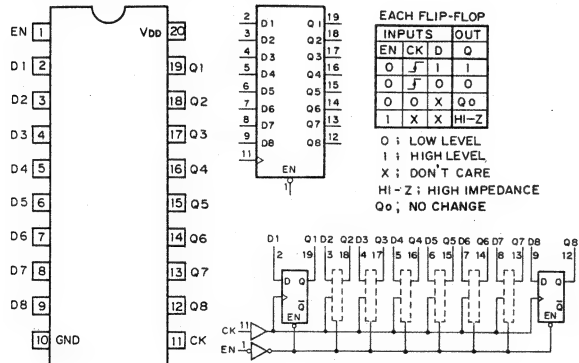 EN 1 VDD 20
D1 2 19 Q1
D2 3 18 Q2
D3 4 17 Q3
D4 5 16 Q4
D5 6 15 Q5
D6 7 14 Q6
D7 8 13 Q7
D8 9 12 Q8
10 GND 11 CK
2 D1 Q1 19
3 D2 Q2 18
4 D3 Q3 17
5 D4 Q4 16
6 D5 Q5 15
7 D6 Q6 14
8 D7 Q7 13
9 D8 Q8 12
11
EN
1
EACH FLIP-FLOP
INPUTS OUT
EN CK D Q
0 1 1
0 0 0
0 0 X Qo
1 X X HI-Z
0 ; LOW LEVEL
1 ; HIGH LEVEL
X ; DON'T CARE
HI-Z ; HIGH IMPEDANCE
Qo ; NO CHANGE
D1 Q1 D2 Q2 D3 Q3 D4 Q4 D5 Q5 D6 Q6 D7 Q7 D8 Q8
2 19 3 18 4 17 5 16 6 15 7 14 8 13 9 12
D Q D Q
Q̅ Q̅
EN EN
CK 11
EN 1